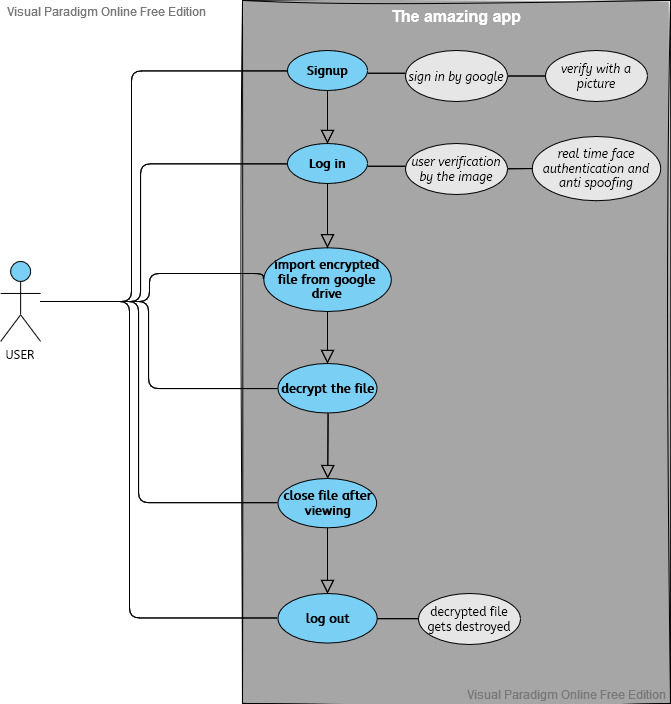 Visual Paradigm Online Free Edition
The amazing app
Signup
sign in by google
verify with a
picture
Log in
user verification
by the image
real time face
authentication and
anti spoofing
import encrypted
file from google
drive
USER
decrypt the file
close file after
viewing
log out
decrypted file
gets destroyed
Visual Paradigm Online Free Edition